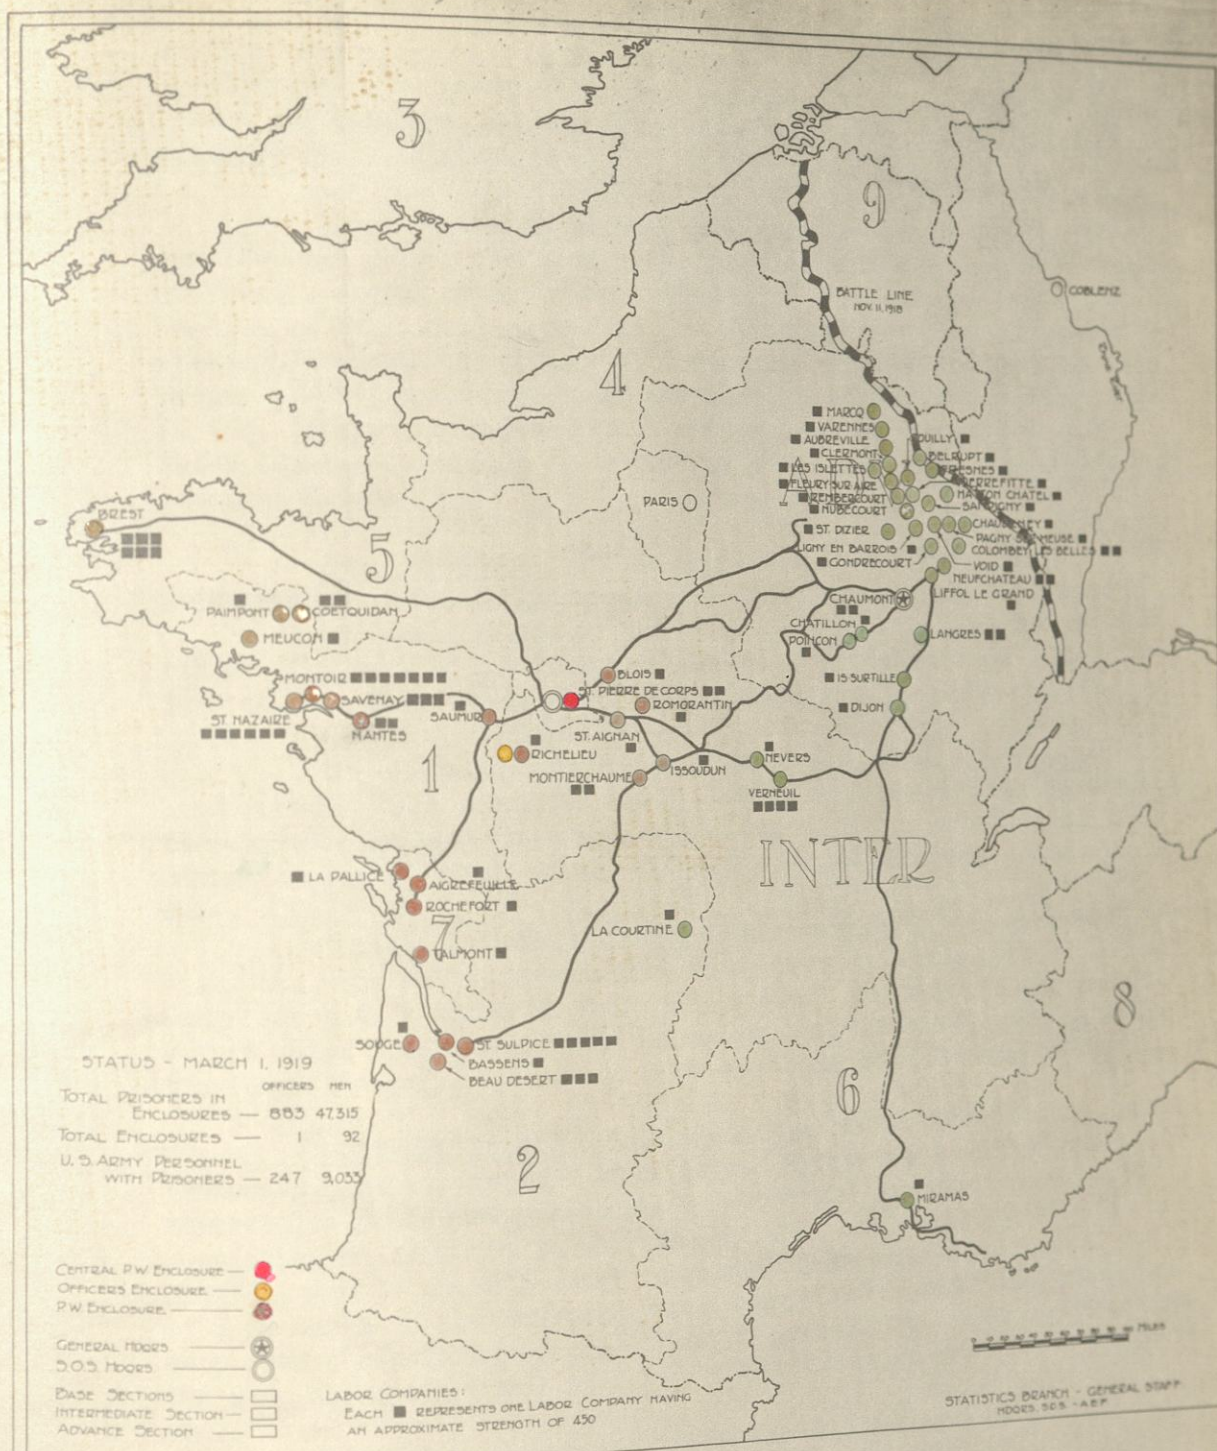 3
9
BATTLE LINE
NOV. 11, 1918
COBLENZ
4
MARCQ
VARENNES
AUBREVILLE
CLERMONT
LES ISLETTES
FLEURY SUR AIRE
REMBERCOURT
NUBECOURT
BELRUPT
PARIS
SAMPIGNY
ST. DIZIER
LIGNY EN BARROIS
PAGNY SUR MEUSE
COLOMBEY LES BELLES
GONDRECOURT
VOID
NEUFCHATEAU
LIFFOL LE GRAND
BREST
5
CHAUMONT
CHATILLON
POINCON
LANGRES
PAIMPONT
COETQUIDAN
MEUCON
MONTOIR
SAVENAY
ST. NAZAIRE
NANTES
SAUMUR
BLOIS
ST. PIERRE DE CORPS
ROMORANTIN
ST. AIGNAN
IS-SUR-TILLE
DIJON
RICHELIEU
MONTIERCHAUME
ISSOUDUN
NEVERS
VERNEUIL
1
INTER
LA PALLICE
AIGREFEUILLE
ROCHEFORT
7
TALMONT
LA COURTINE
8
SOUGE
ST. SULPICE
BASSENS
BEAU DESERT
6
2
MIRAMAS
STATUS - MARCH 1, 1919
OFFICERS MEN
TOTAL PRISONERS IN
ENCLOSURES — 883 47,315
TOTAL ENCLOSURES — 1 92
U. S. ARMY PERSONNEL
WITH PRISONERS — 247 9,033
CENTRAL P.W. ENCLOSURE
OFFICERS ENCLOSURE
P.W. ENCLOSURE
GENERAL HDQRS.
S.O.S. HDQRS.
BASE SECTIONS
INTERMEDIATE SECTION
ADVANCE SECTION
LABOR COMPANIES:
EACH ■ REPRESENTS ONE LABOR COMPANY HAVING
AN APPROXIMATE STRENGTH OF 450
MILES
STATISTICS BRANCH - GENERAL STAFF
HDQRS. S.O.S. - A.E.F.